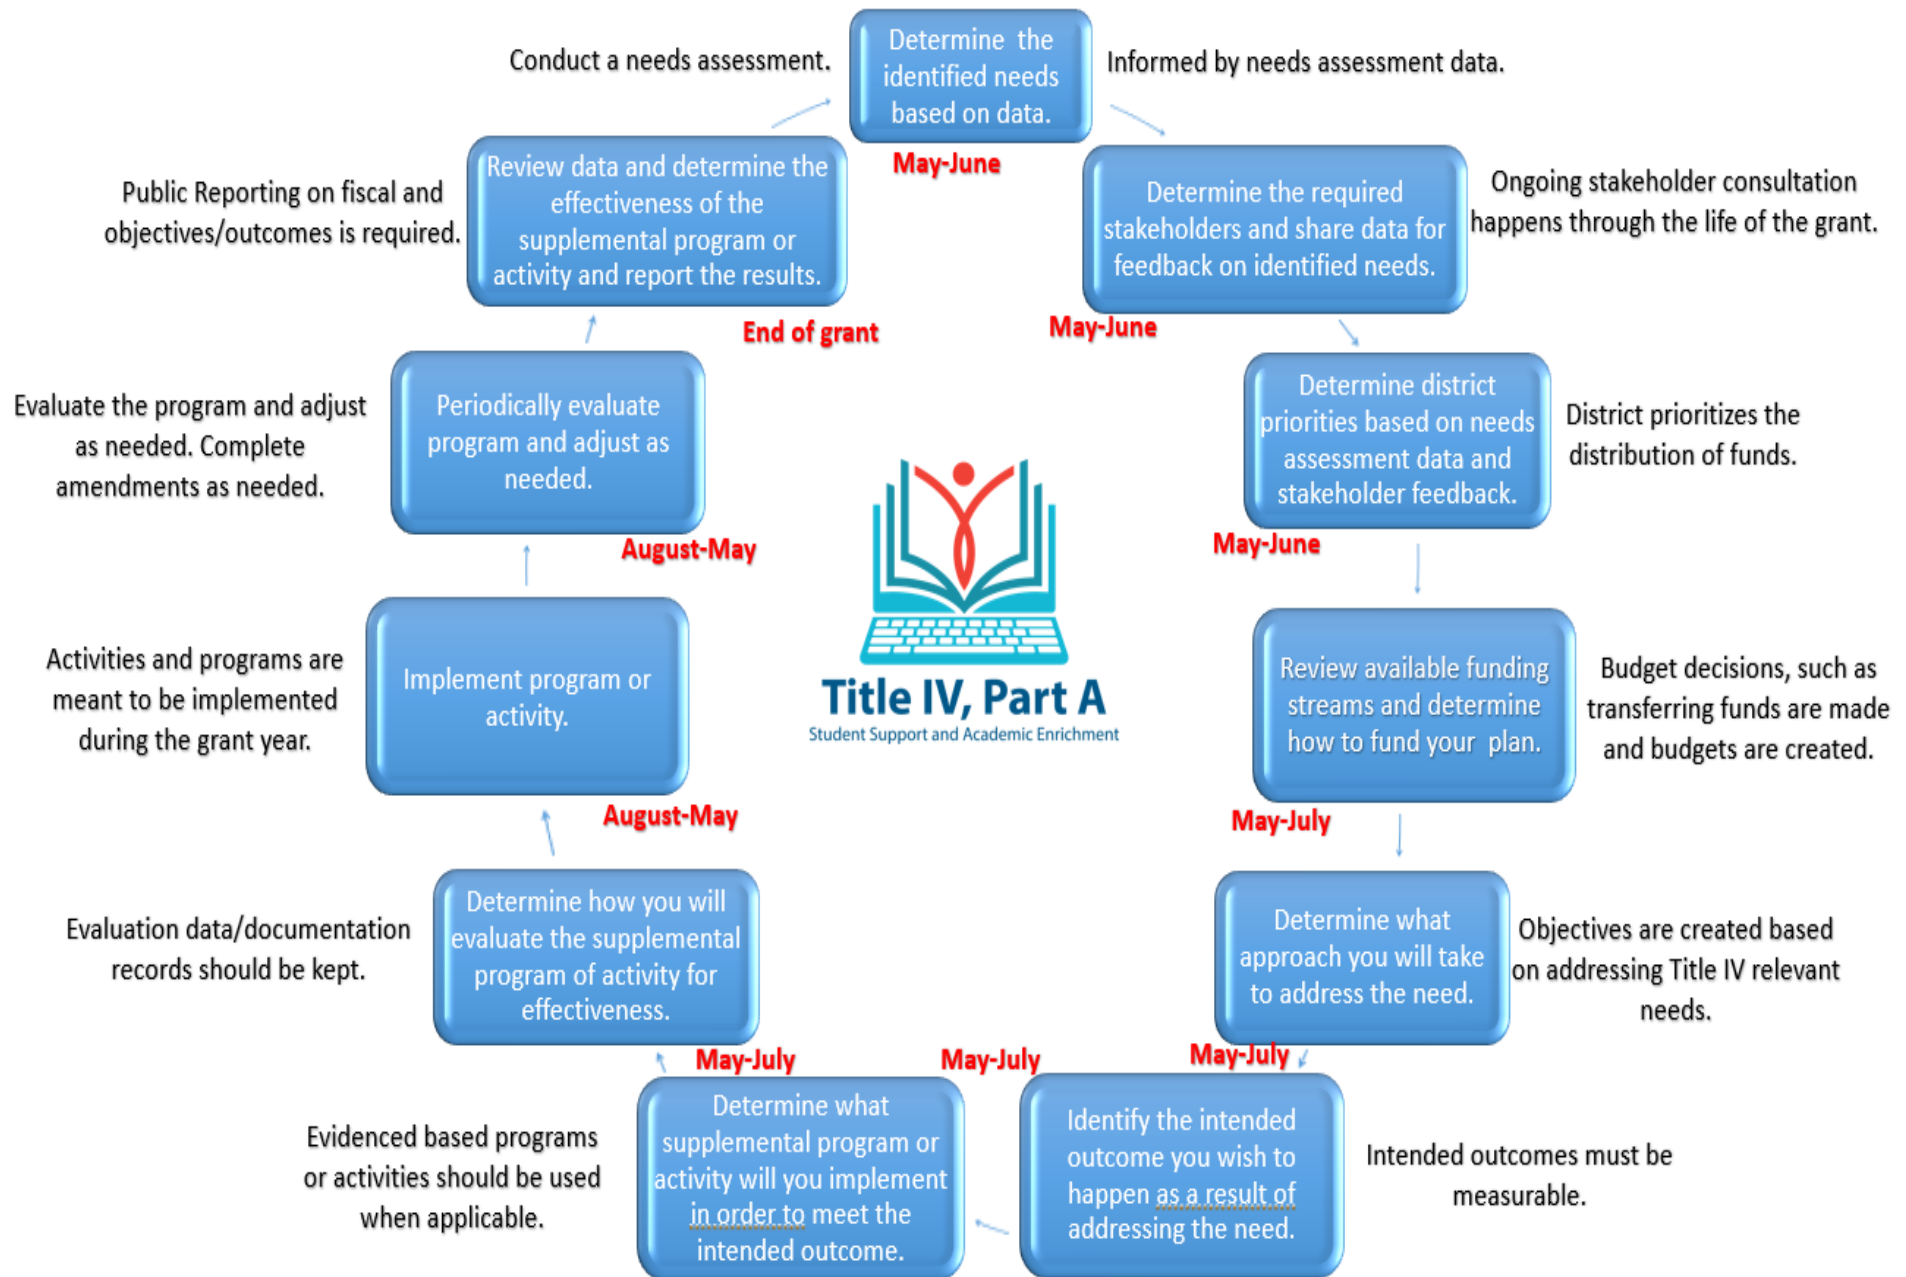 Conduct a needs assessment.
Determine the
identified needs
based on data.
Informed by needs assessment data.
May-June
Determine the required
stakeholders and share data for
feedback on identified needs.
Ongoing stakeholder consultation
happens through the life of the grant.
May-June
Determine district
priorities based on needs
assessment data and
stakeholder feedback.
District prioritizes the
distribution of funds.
May-June
Review available funding
streams and determine
how to fund your plan.
Budget decisions, such as
transferring funds are made
and budgets are created.
May-July
Determine what
approach you will take
to address the need.
Objectives are created based
on addressing Title IV relevant
needs.
May-July
Identify the intended
outcome you wish to
happen as a result of
addressing the need.
Intended outcomes must be
measurable.
May-July
Determine what
supplemental program or
activity will you implement
in order to meet the
intended outcome.
Evidenced based programs
or activities should be used
when applicable.
May-July
Determine how you will
evaluate the supplemental
program of activity for
effectiveness.
Evaluation data/documentation
records should be kept.
August-May
Implement program or
activity.
Activities and programs are
meant to be implemented
during the grant year.
August-May
Periodically evaluate
program and adjust as
needed.
Evaluate the program and adjust
as needed. Complete
amendments as needed.
End of grant
Review data and determine the
effectiveness of the
supplemental program or
activity and report the results.
Public Reporting on fiscal and
objectives/outcomes is required.
Title IV, Part A
Student Support and Academic Enrichment